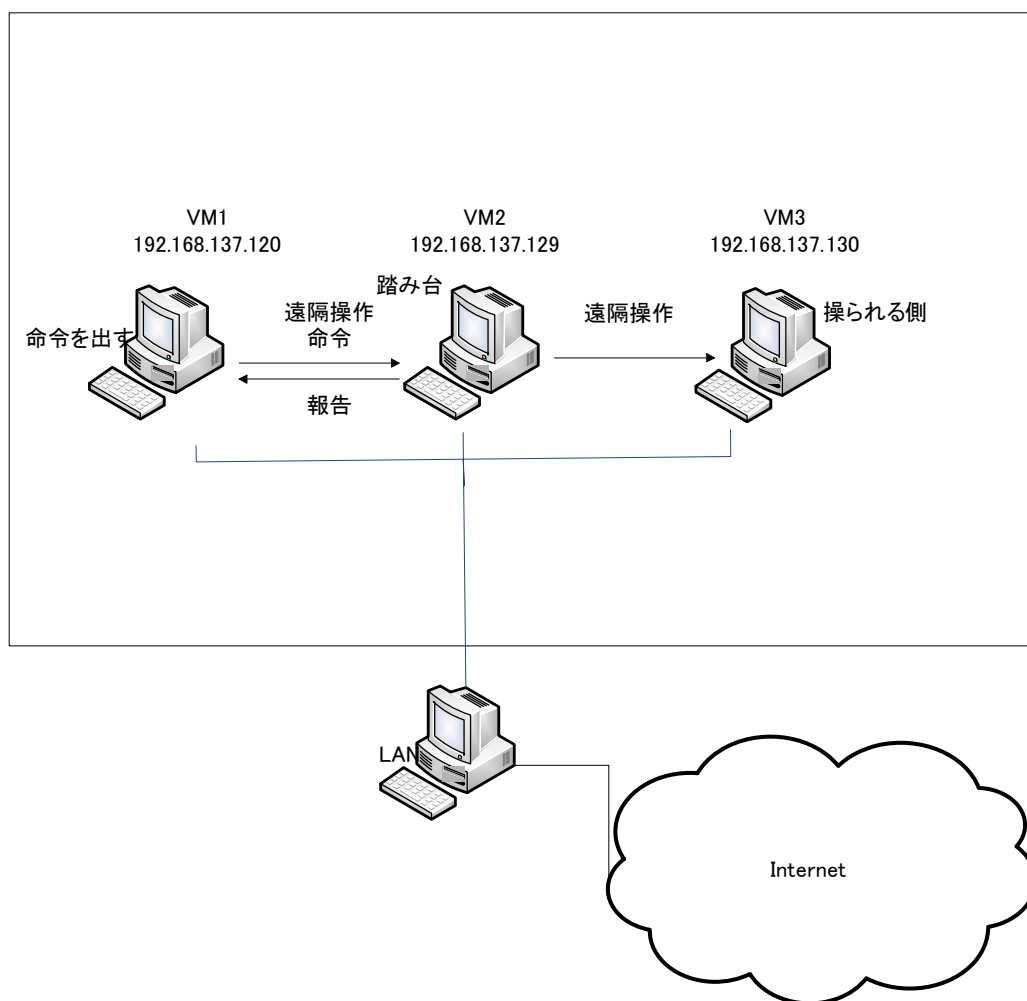 VM1
192.168.137.120
VM2
192.168.137.129
VM3
192.168.137.130
命令を出す
遠隔操作
命令
報告
踏み台
遠隔操作
操られる側
LAN
Internet